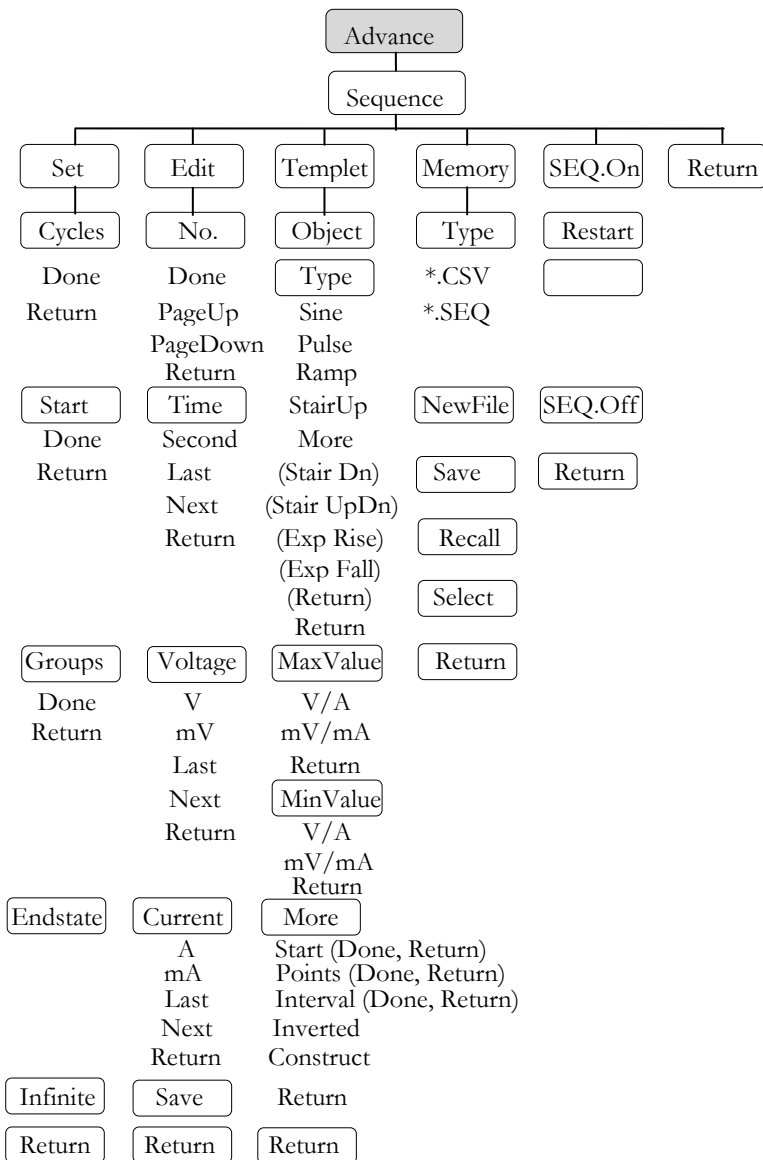 Advance
Sequence
Set Edit Templet Memory SEQ.On Return
Cycles No. Object Type Restart
Done Done Type *.CSV
Return PageUp Sine *.SEQ
PageDown Pulse
Return Ramp
Start Time StairUp NewFile SEQ.Off
Done Second More
Return Last (Stair Dn) Save Return
Next (Stair UpDn)
Return (Exp Rise) Recall
(Exp Fall)
(Return) Select
Return
Groups Voltage MaxValue Return
Done V V/A
Return mV mV/mA
Last Return
Next MinValue
Return V/A
mV/mA
Return
Endstate Current More
A Start (Done, Return)
mA Points (Done, Return)
Last Interval (Done, Return)
Next Inverted
Return Construct
Infinite Save Return
Return Return Return